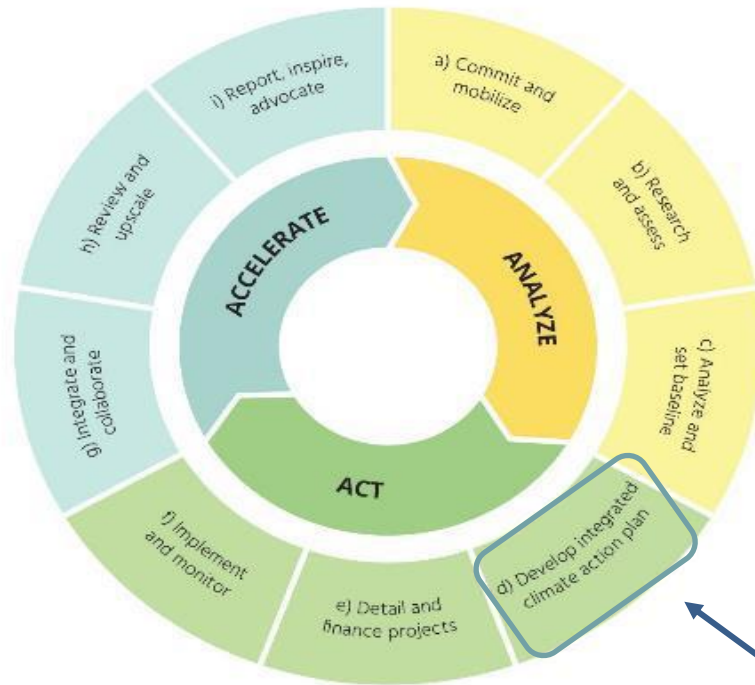 a) Commit and
mobilize
b) Research
and assess
c) Analyze and
set baseline
d) Develop integrated
climate action plan
e) Detail and
finance projects
f) Implement
and monitor
g) Integrate and
collaborate
h) Review and
upscale
i) Report, inspire,
advocate
ANALYZE
ACT
ACCELERATE